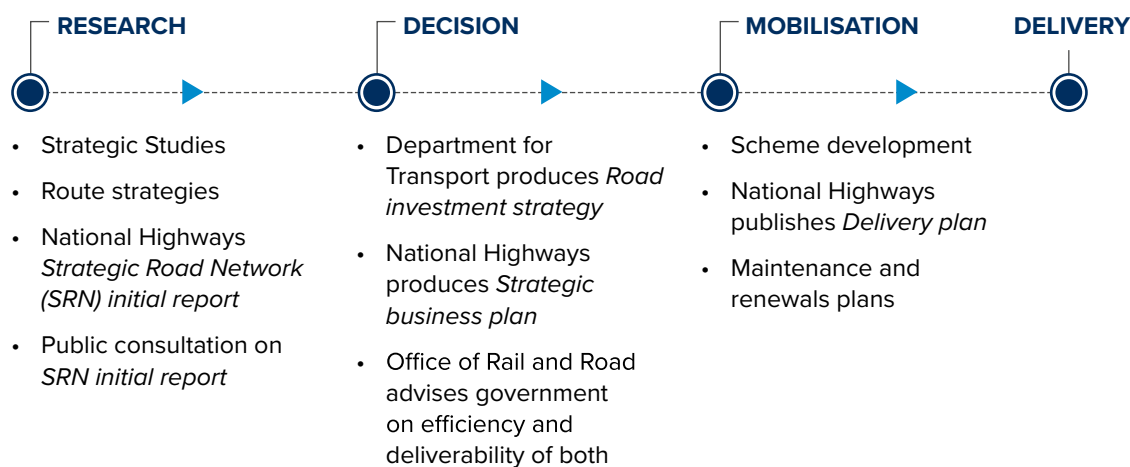 RESEARCH
• Strategic Studies
• Route strategies
• National Highways
Strategic Road Network
(SRN) initial report
• Public consultation on
SRN initial report
DECISION
• Department for
Transport produces Road
investment strategy
• National Highways
produces Strategic
business plan
• Office of Rail and Road
advises government
on efficiency and
deliverability of both
MOBILISATION
• Scheme development
• National Highways
publishes Delivery plan
• Maintenance and
renewals plans
DELIVERY